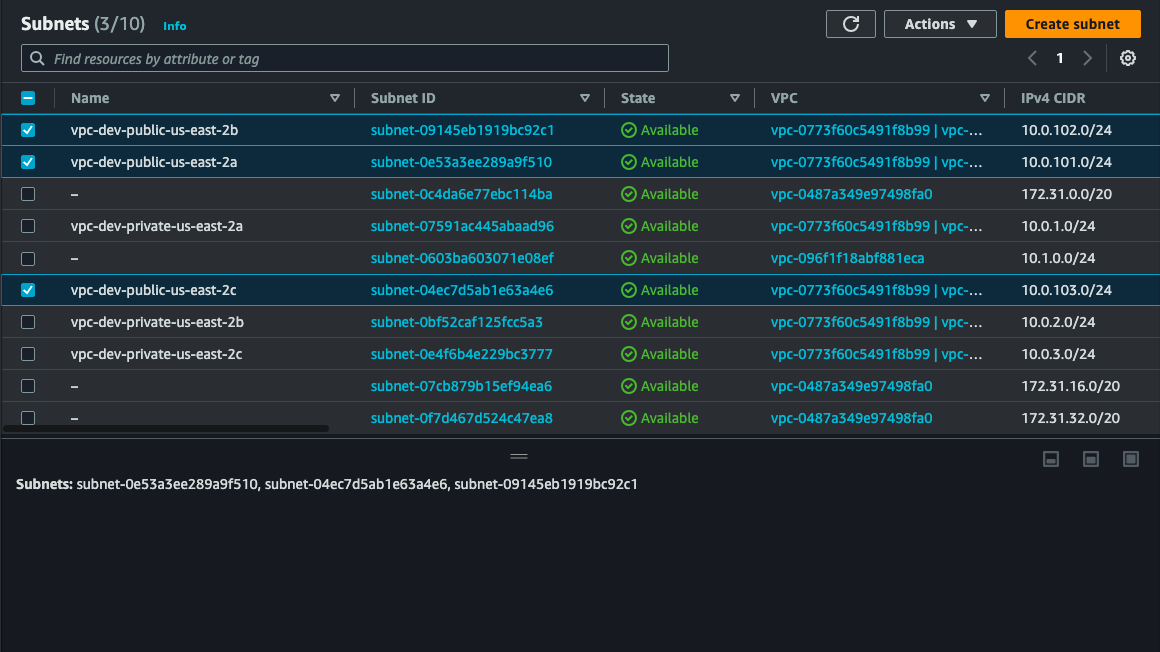 Subnets (3/10) Info
Actions
Create subnet
Find resources by attribute or tag
1
Name Subnet ID State VPC IPv4 CIDR
vpc-dev-public-us-east-2b subnet-09145eb1919bc92c1 Available vpc-0773f60c5491f8b99 | vpc-... 10.0.102.0/24
vpc-dev-public-us-east-2a subnet-0e53a3ee289a9f510 Available vpc-0773f60c5491f8b99 | vpc-... 10.0.101.0/24
– subnet-0c4da6e77ebc114ba Available vpc-0487a349e97498fa0 172.31.0.0/20
vpc-dev-private-us-east-2a subnet-07591ac445abaad96 Available vpc-0773f60c5491f8b99 | vpc-... 10.0.1.0/24
– subnet-0603ba603071e08ef Available vpc-096f1f18abf881eca 10.1.0.0/24
vpc-dev-public-us-east-2c subnet-04ec7d5ab1e63a4e6 Available vpc-0773f60c5491f8b99 | vpc-... 10.0.103.0/24
vpc-dev-private-us-east-2b subnet-0bf52caf125fcc5a3 Available vpc-0773f60c5491f8b99 | vpc-... 10.0.2.0/24
vpc-dev-private-us-east-2c subnet-0e4f6b4e229bc3777 Available vpc-0773f60c5491f8b99 | vpc-... 10.0.3.0/24
– subnet-07cb879b15ef94ea6 Available vpc-0487a349e97498fa0 172.31.16.0/20
– subnet-0f7d467d524c47ea8 Available vpc-0487a349e97498fa0 172.31.32.0/20
Subnets: subnet-0e53a3ee289a9f510, subnet-04ec7d5ab1e63a4e6, subnet-09145eb1919bc92c1